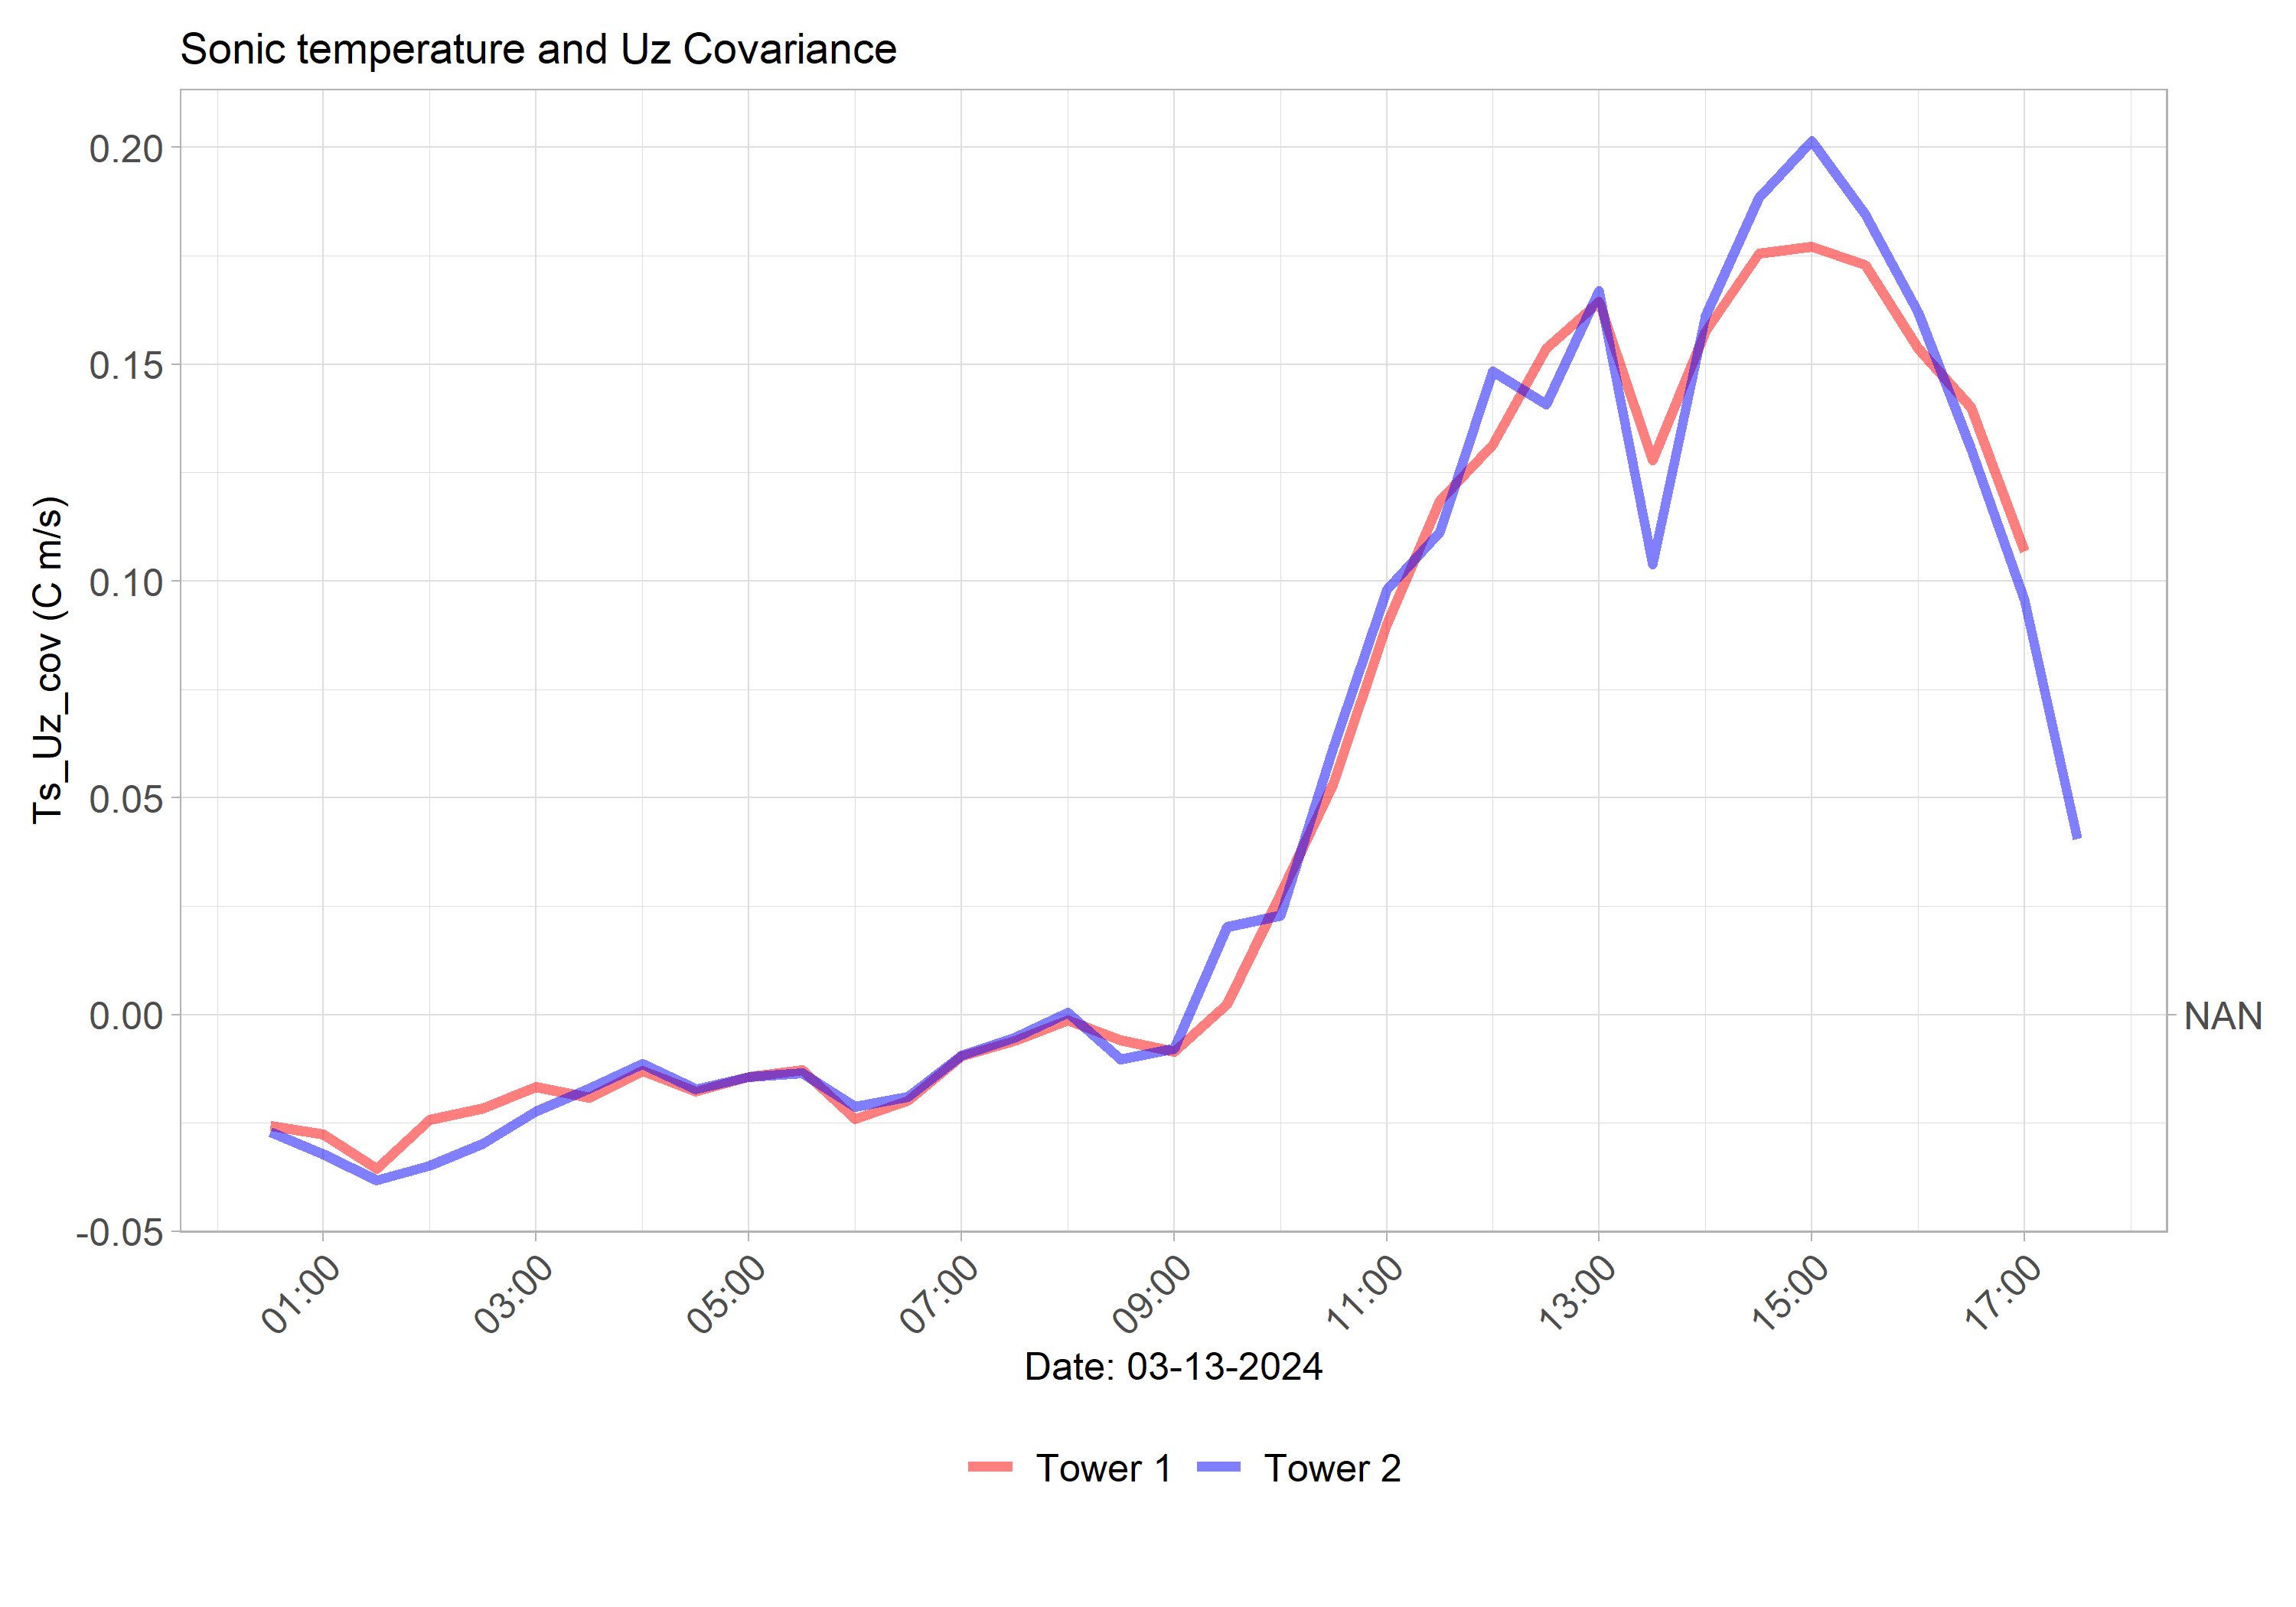 Sonic temperature and Uz Covariance
Ts_Uz_cov (C m/s)
0.20
0.15
0.10
0.05
0.00
-0.05
NAN
01:00 03:00 05:00 07:00 09:00 11:00 13:00 15:00 17:00
Date: 03-13-2024
Tower 1 Tower 2